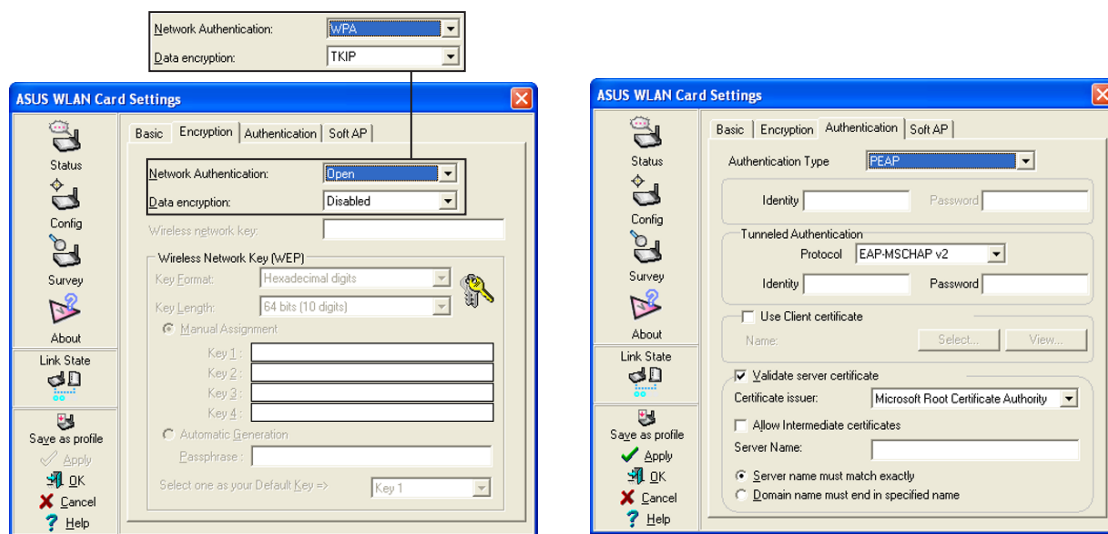 Network Authentication: WPA
Data encryption: TKIP
ASUS WLAN Card Settings
Status
Config
Survey
About
Link State
Save as profile
Apply
OK
Cancel
Help
Basic Encryption Authentication Soft AP
Network Authentication: Open
Data encryption: Disabled
Wireless network key:
Wireless Network Key (WEP)
Key Format: Hexadecimal digits
Key Length: 64 bits (10 digits)
Manual Assignment
Key 1 :
Key 2 :
Key 3 :
Key 4 :
Automatic Generation
Passphrase :
Select one as your Default Key => Key 1
ASUS WLAN Card Settings
Status
Config
Survey
About
Link State
Save as profile
Apply
OK
Cancel
Help
Basic Encryption Authentication Soft AP
Authentication Type PEAP
Identity Password
Tunneled Authentication
Protocol EAP-MSCHAP v2
Identity Password
Use Client certificate
Name: Select... View...
Validate server certificate
Certificate issuer: Microsoft Root Certificate Authority
Allow Intermediate certificates
Server Name:
Server name must match exactly
Domain name must end in specified name